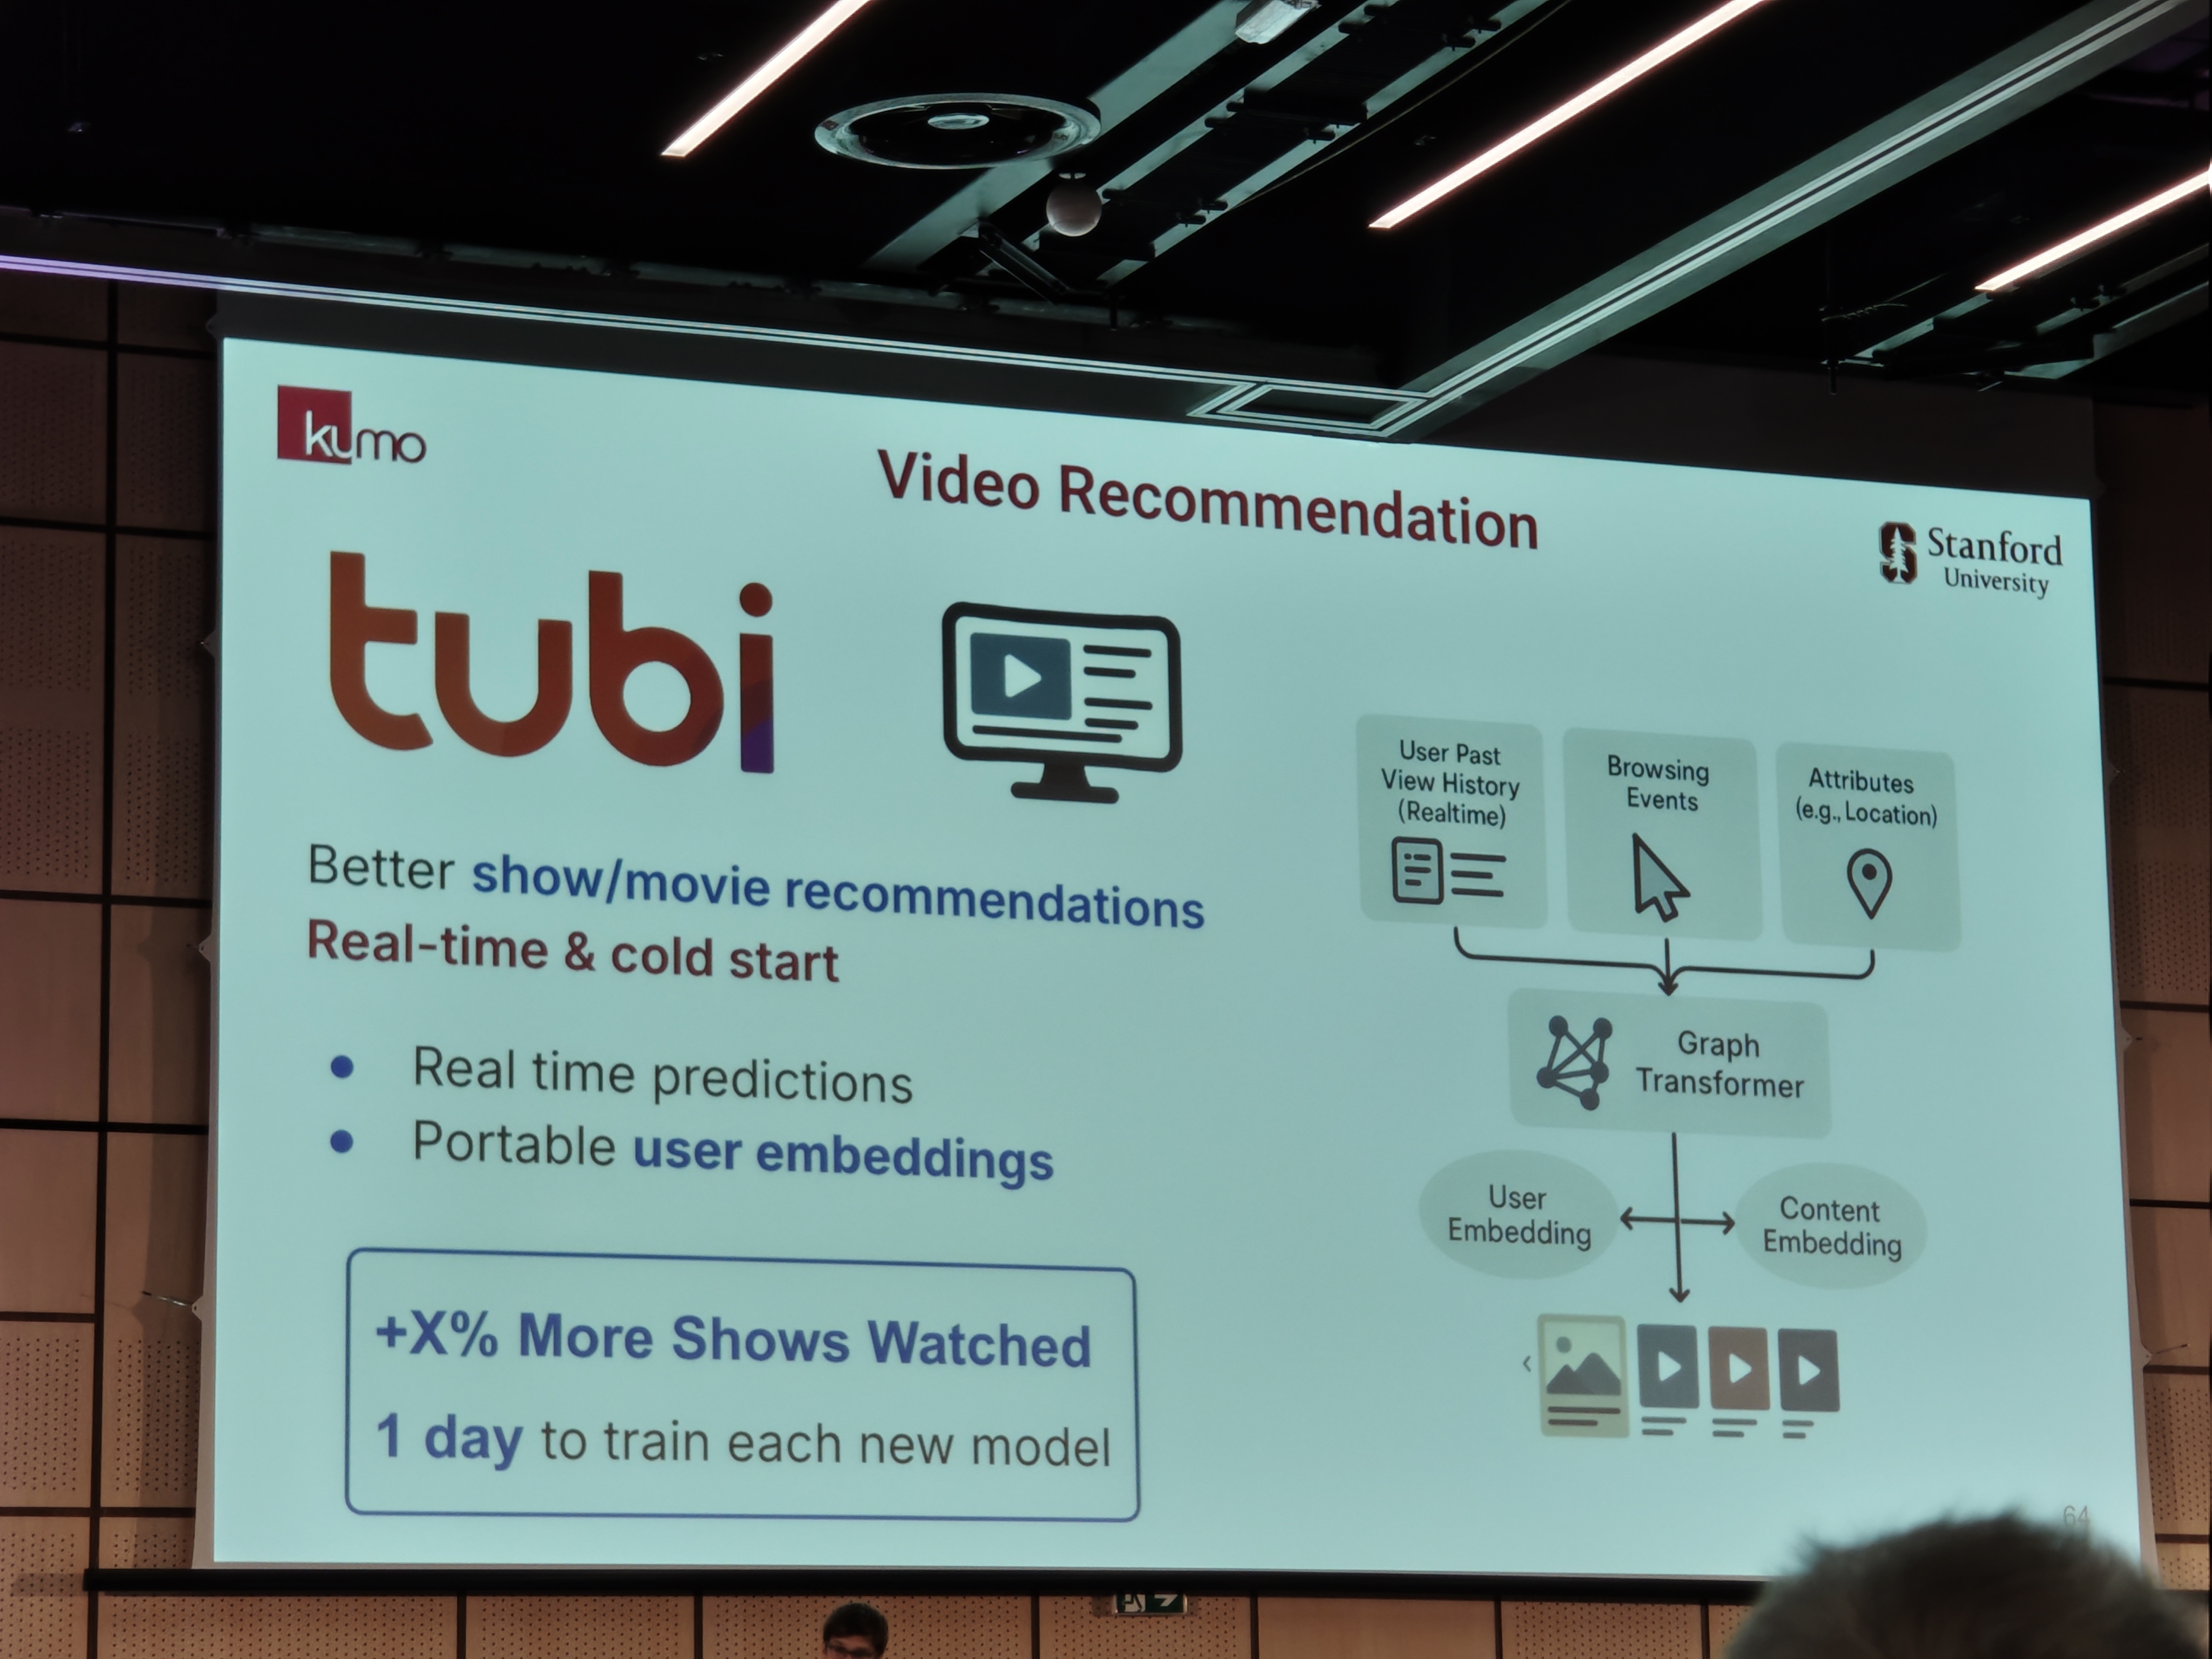 kumo
Video Recommendation
Stanford
University
tubi
Better show/movie recommendations
Real-time & cold start
Real time predictions
Portable user embeddings
+X% More Shows Watched
1 day to train each new model
User Past
View History
(Realtime)
Browsing
Events
Attributes
(e.g., Location)
Graph
Transformer
User
Embedding
Content
Embedding
64